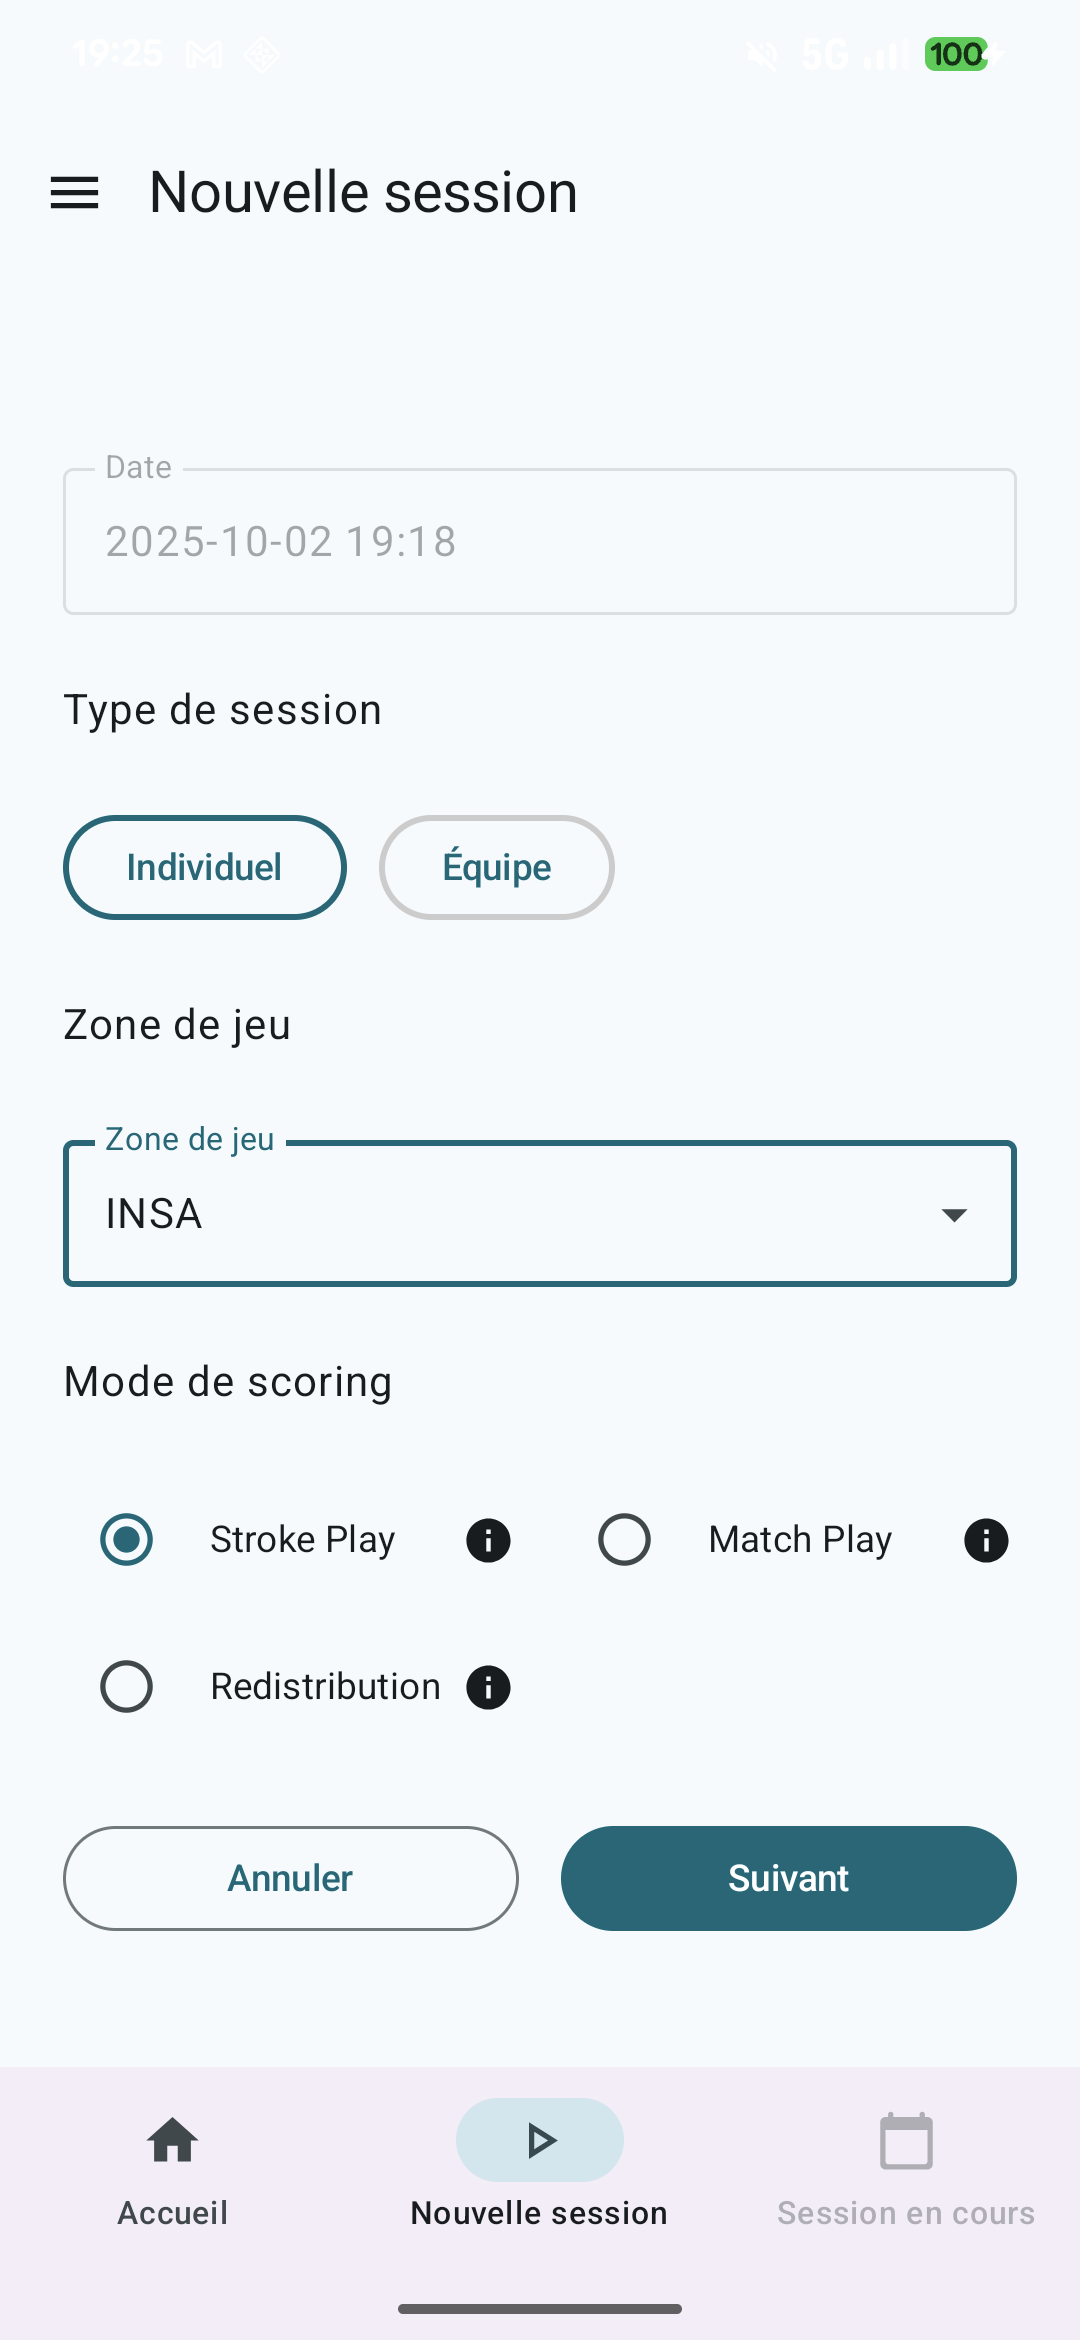 19:25 5G 100
Nouvelle session
Date
2025-10-02 19:18
Type de session
Individuel Équipe
Zone de jeu
Zone de jeu
INSA
Mode de scoring
Stroke Play Match Play
Redistribution
Annuler Suivant
Accueil Nouvelle session Session en cours